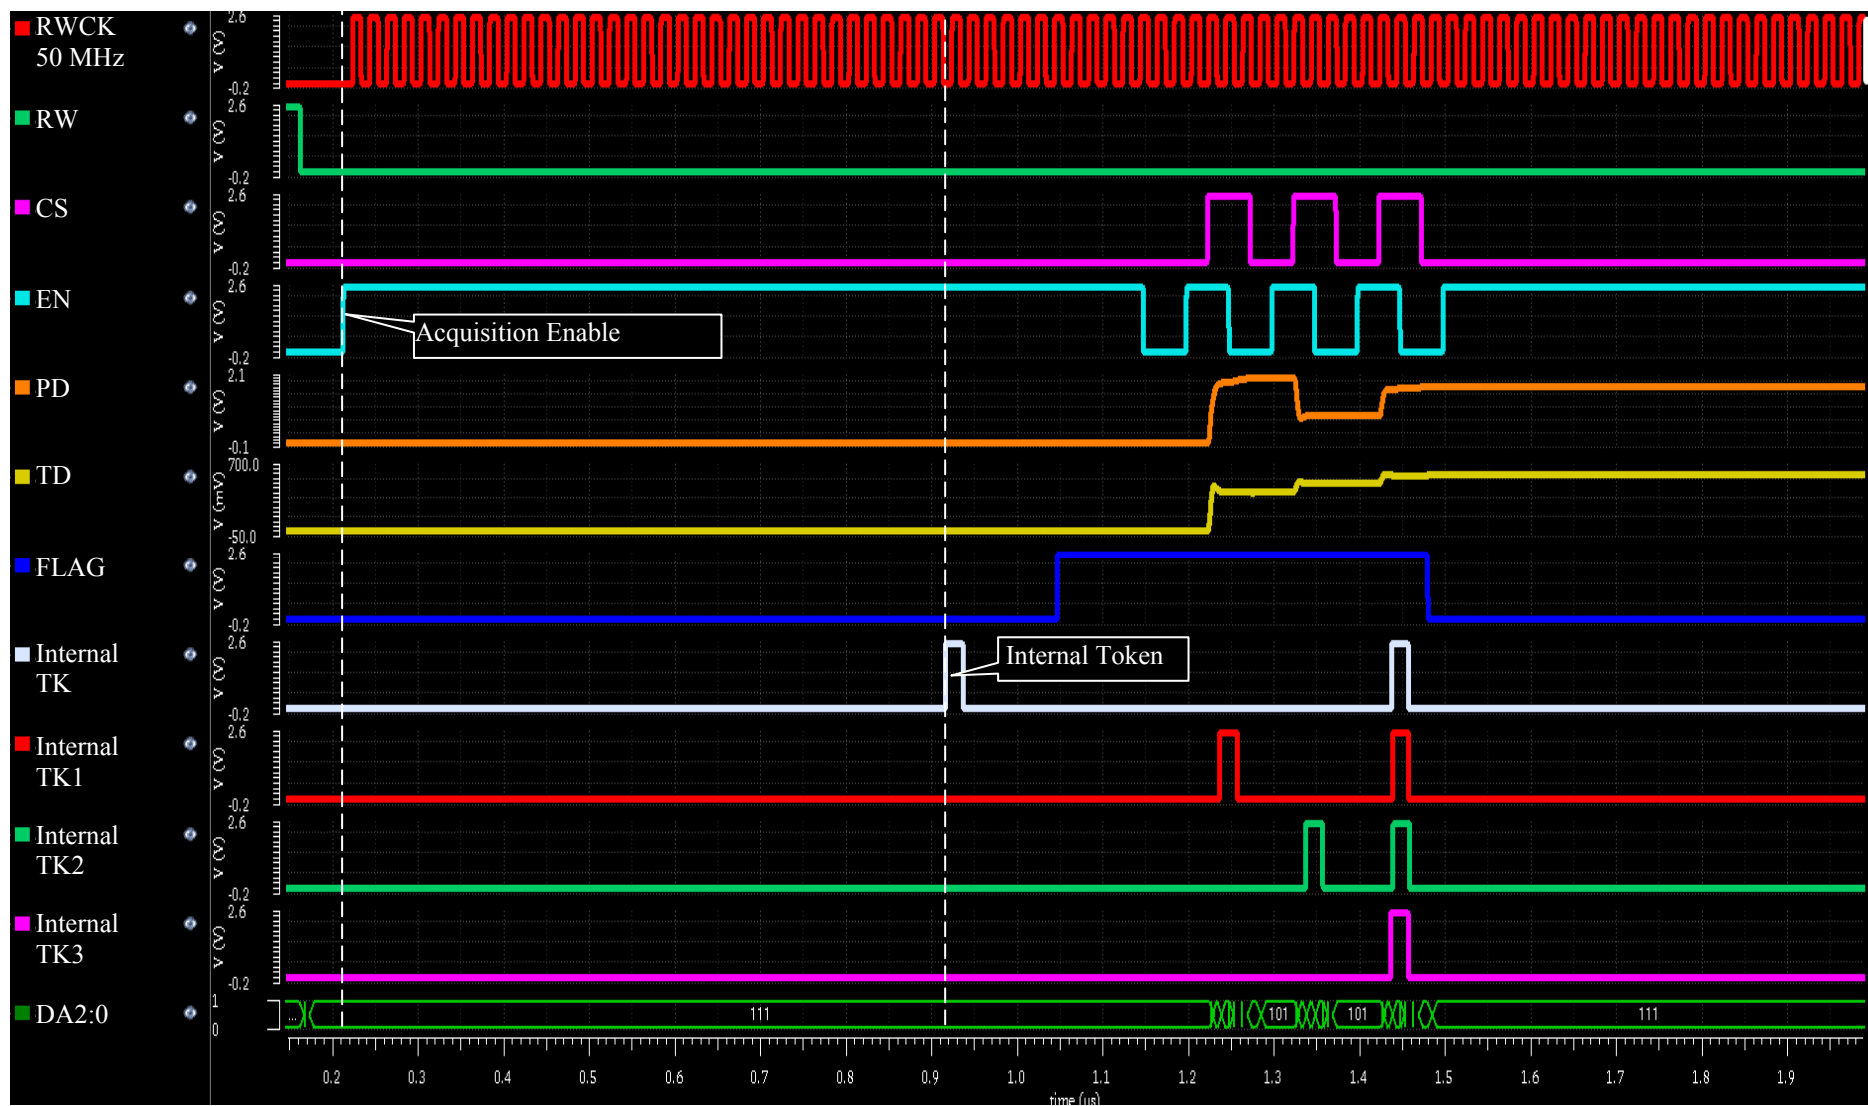 RWCK
50 MHz
2.6
-0.2
RW
2.6
-0.2
CS
2.6
-0.2
EN
2.6
-0.2
Acquisition Enable
PD
2.1
-0.1
TD
700.0
-50.0
FLAG
2.6
-0.2
Internal
TK
2.6
-0.2
Internal Token
Internal
TK1
2.6
-0.2
Internal
TK2
2.6
-0.2
Internal
TK3
2.6
-0.2
DA2:0
1
0
... 111 101 101 111
0.2 0.3 0.4 0.5 0.6 0.7 0.8 0.9 1.0 1.1 1.2 1.3 1.4 1.5 1.6 1.7 1.8 1.9
time (us)